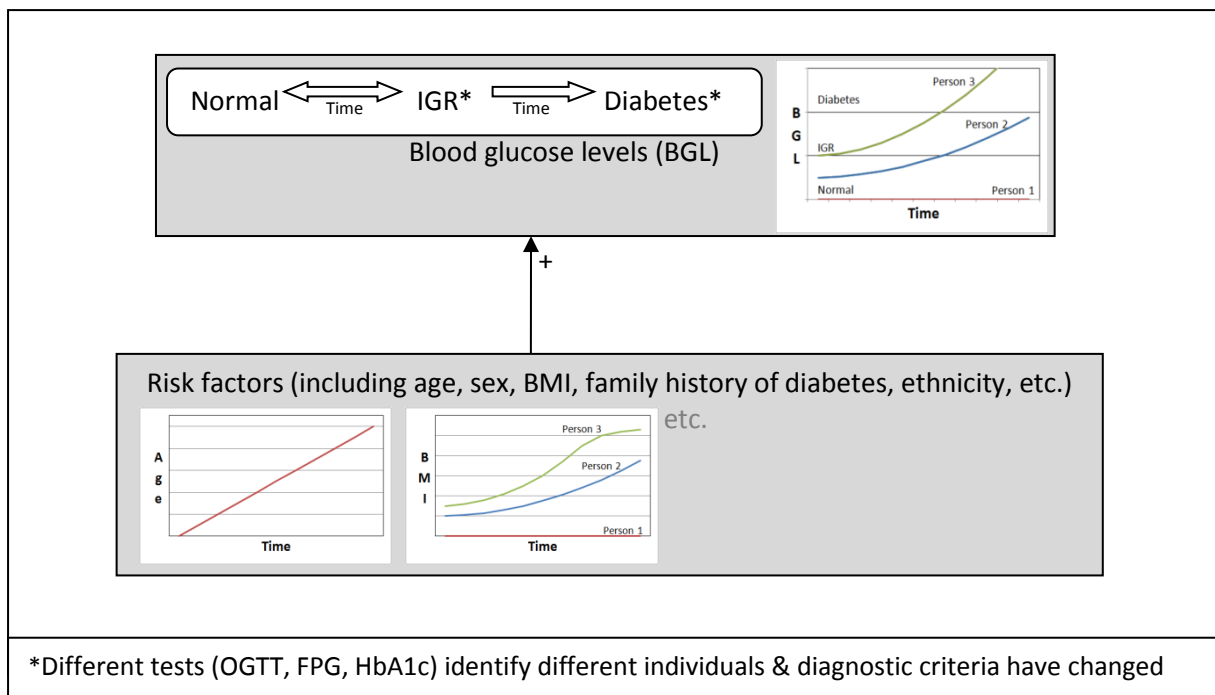 Normal Time IGR* Time Diabetes*
Blood glucose levels (BGL)
Person 3
Diabetes
B
G
L
Person 2
IGR
Normal
Person 1
Time
+
Risk factors (including age, sex, BMI, family history of diabetes, ethnicity, etc.)
etc.
A
g
e
Time
Person 3
B
M
I
Person 2
Person 1
Time
*Different tests (OGTT, FPG, HbA1c) identify different individuals & diagnostic criteria have changed